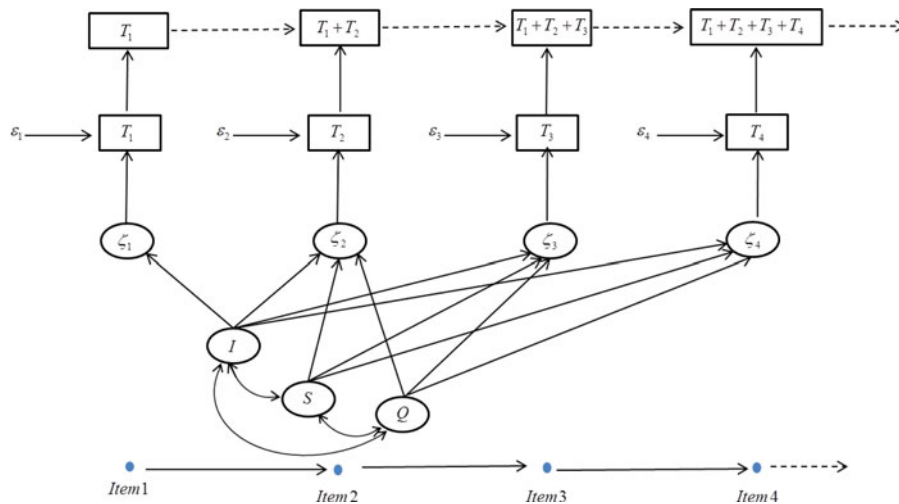 T₁ T₁+T₂ T₁+T₂+T₃ T₁+T₂+T₃+T₄
ε₁ T₁ ε₂ T₂ ε₃ T₃ ε₄ T₄
ζ₁ ζ₂ ζ₃ ζ₄
I
S
Q
Item1 Item2 Item3 Item4